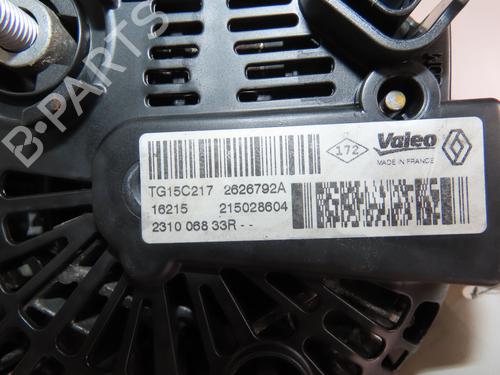 B-PARTS
172
Valeo
MADE IN FRANCE
TG15C217 2626792A
16215 215028604
2310 068 33R - -